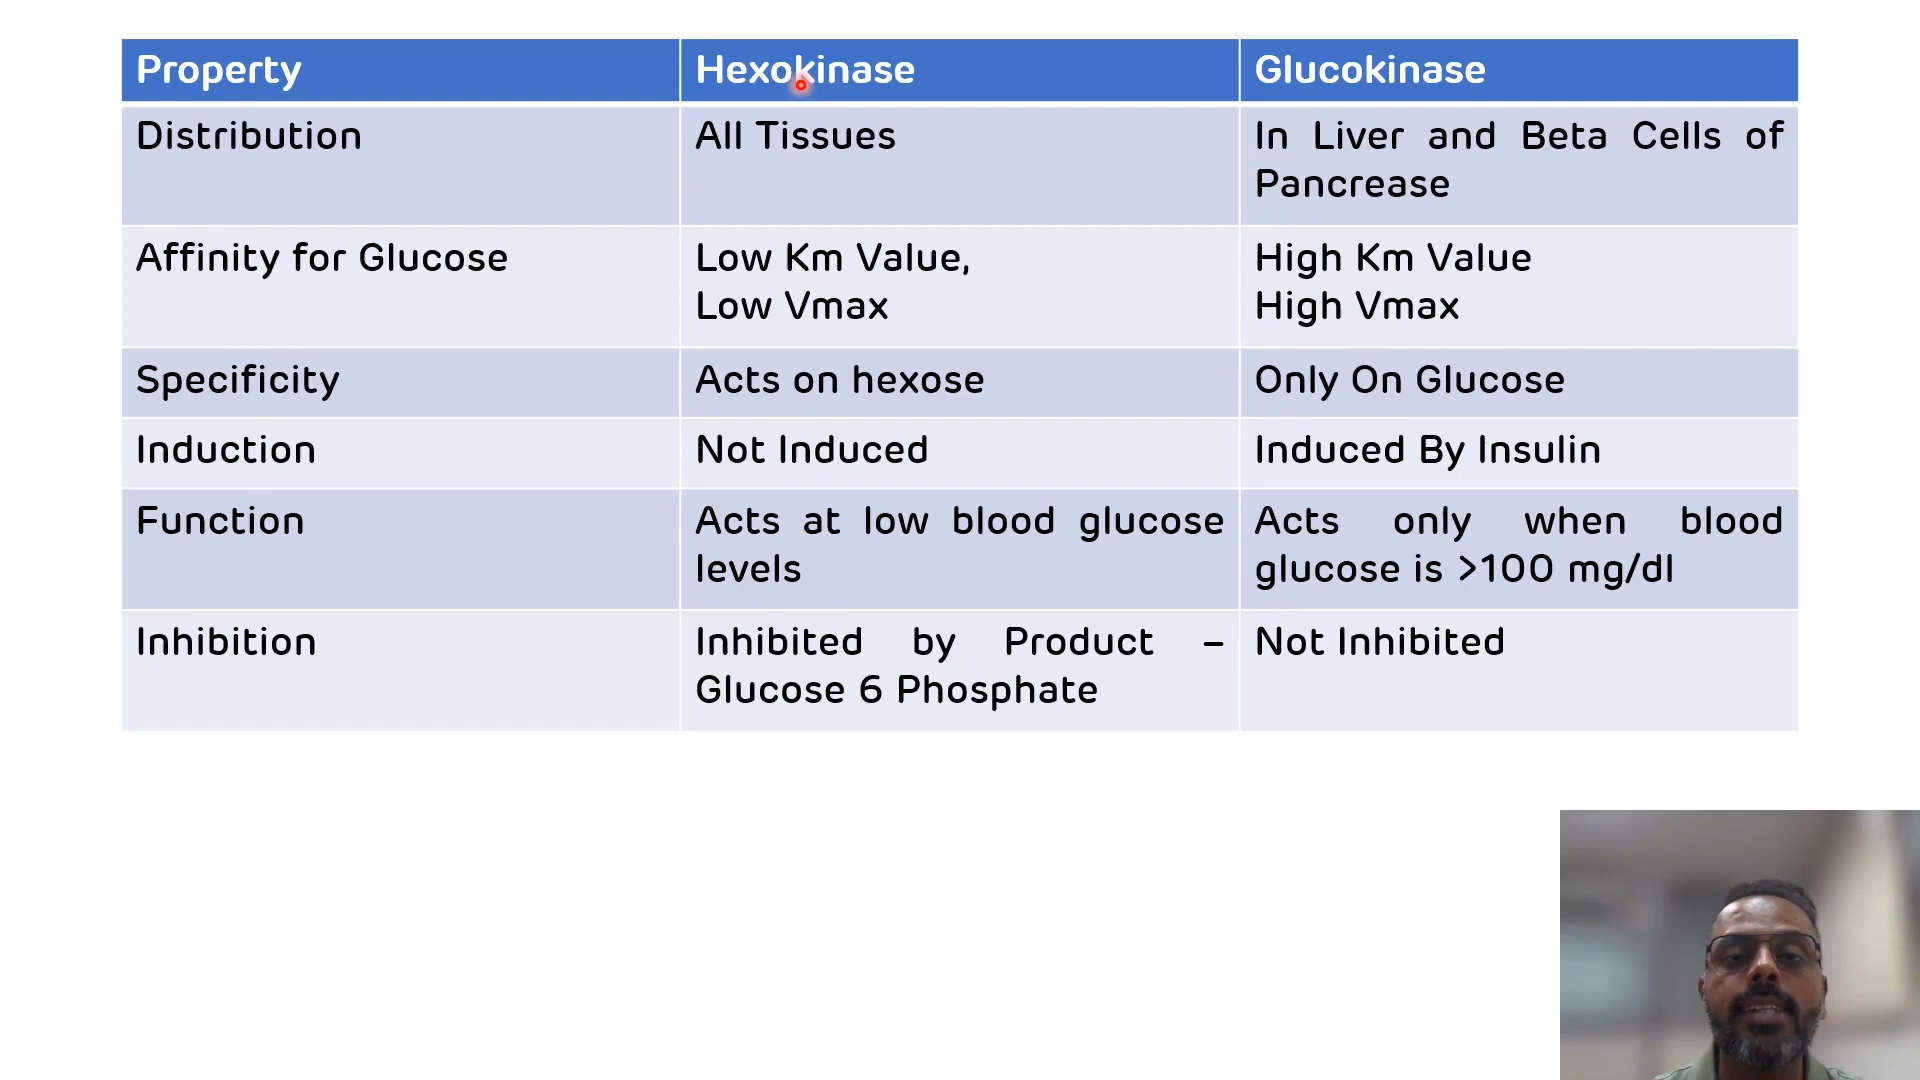 Property Hexokinase Glucokinase
Distribution All Tissues In Liver and Beta Cells of
Pancrease
Affinity for Glucose Low Km Value, High Km Value
Low Vmax High Vmax
Specificity Acts on hexose Only On Glucose
Induction Not Induced Induced By Insulin
Function Acts at low blood glucose Acts only when blood
levels glucose is >100 mg/dl
Inhibition Inhibited by Product – Not Inhibited
Glucose 6 Phosphate